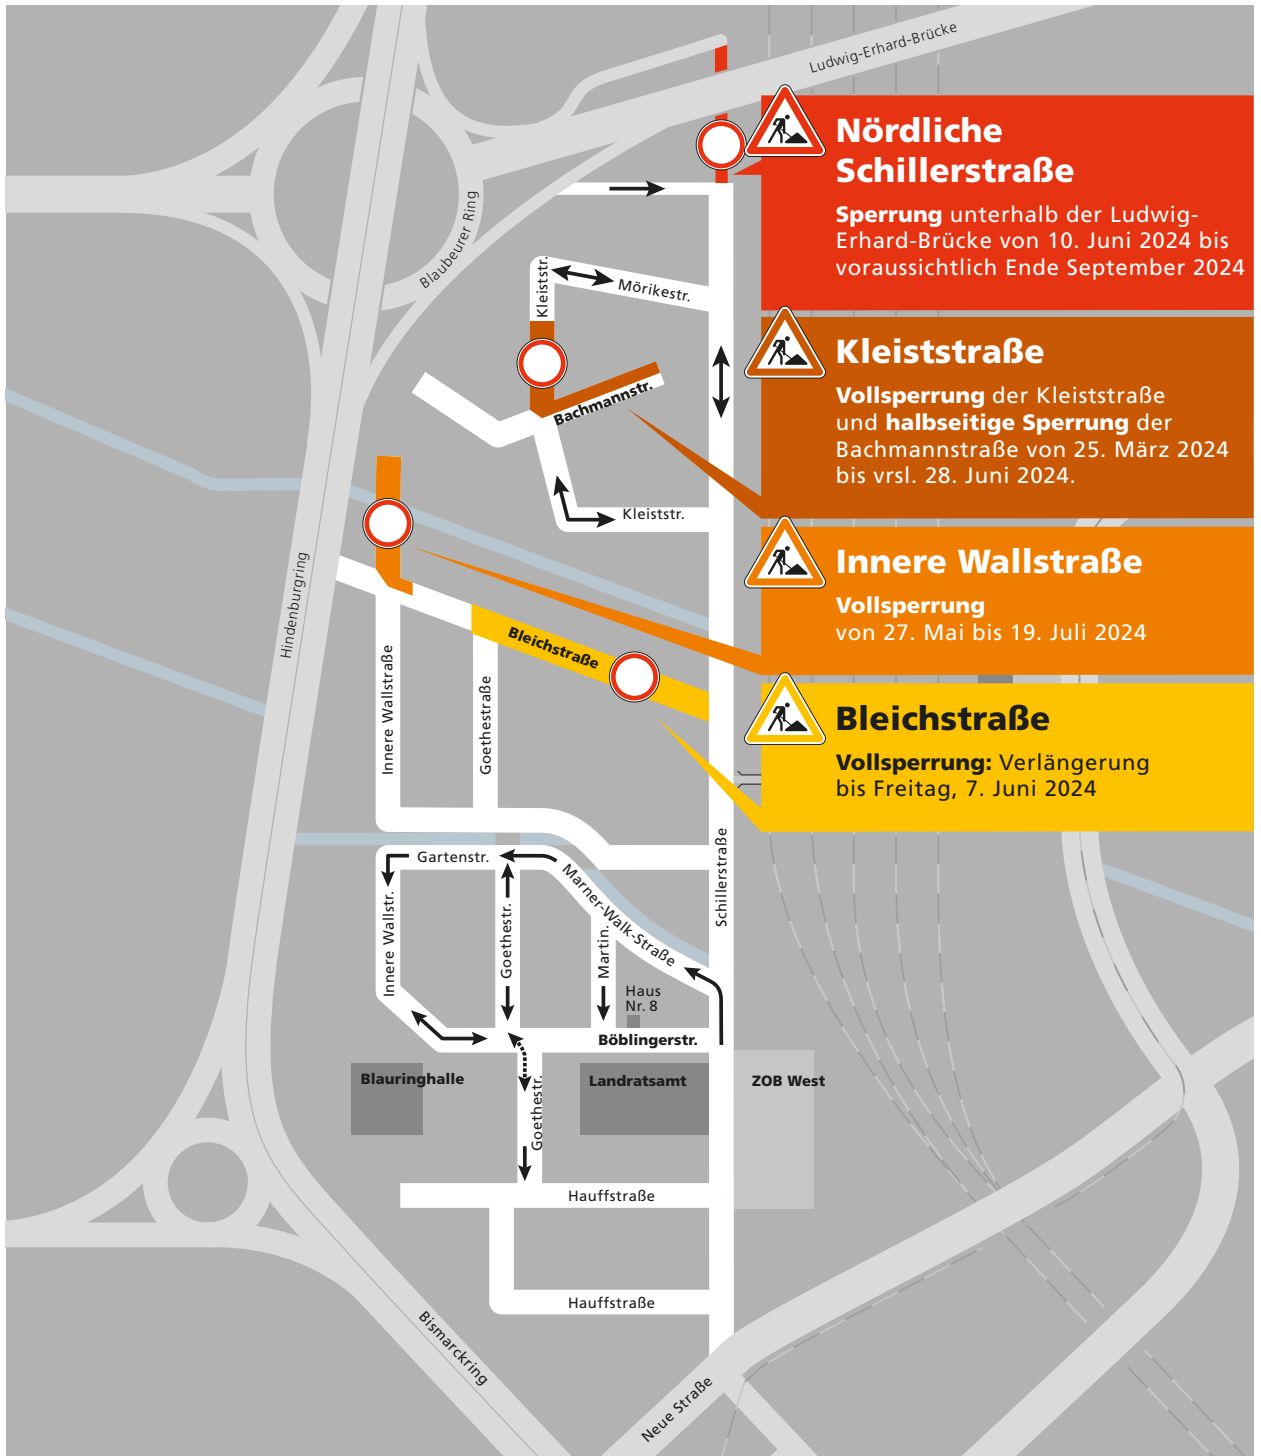 Ludwig-Erhard-Brücke
Nördliche
Schillerstraße
Sperrung unterhalb der Ludwig-
Erhard-Brücke von 10. Juni 2024 bis
voraussichtlich Ende September 2024
Blaubeurer Ring
Kleiststr.
Mörikestr.
Kleiststraße
Vollsperrung der Kleiststraße
und halbseitige Sperrung der
Bachmannstraße von 25. März 2024
bis vrsl. 28. Juni 2024.
Bachmannstr.
Kleiststr.
Innere Wallstraße
Vollsperrung
von 27. Mai bis 19. Juli 2024
Hindenburgring
Bleichstraße
Innere Wallstraße
Goethestraße
Bleichstraße
Vollsperrung: Verlängerung
bis Freitag, 7. Juni 2024
Schillerstraße
Gartenstr.
Marner-Walk-Straße
Innere Wallstr.
Goethestr.
Martin.
Haus
Nr. 8
Böblingerstr.
Blauringhalle
Landratsamt
ZOB West
Goethestr.
Hauffstraße
Hauffstraße
Bismarckring
Neue Straße